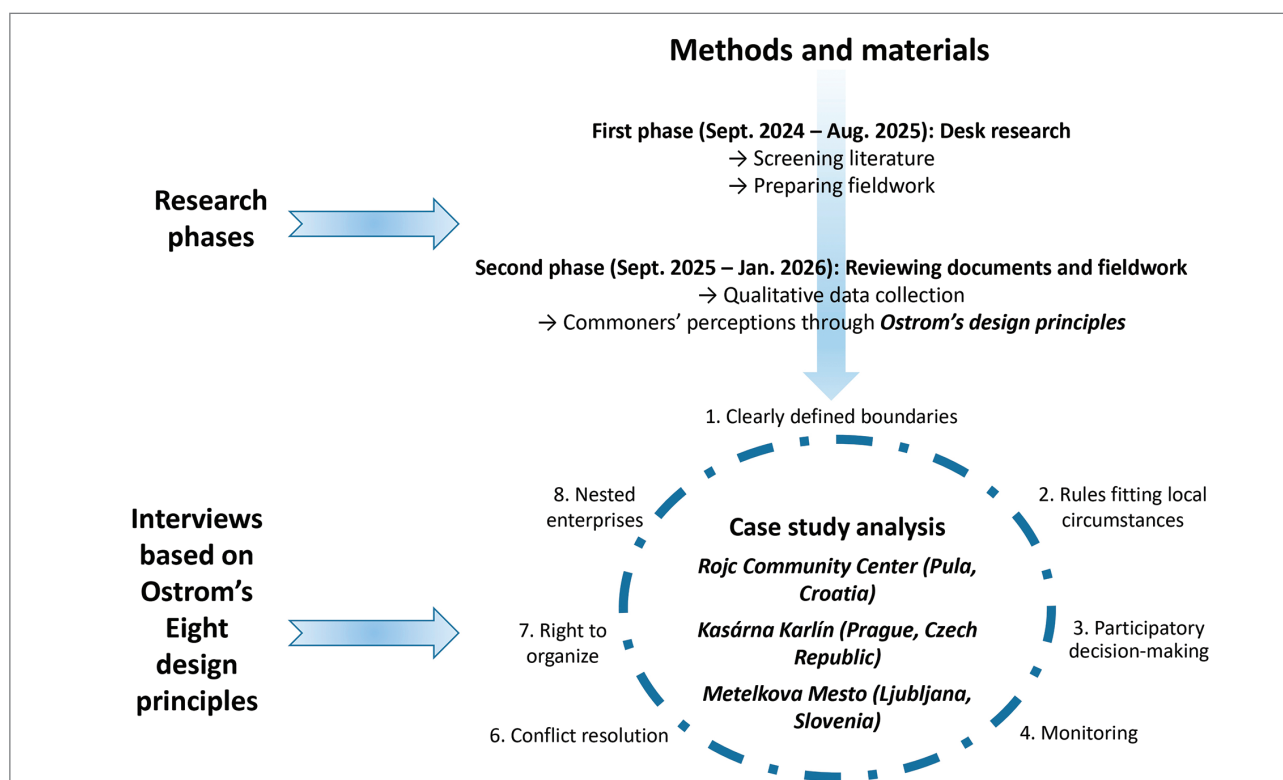 Methods and materials
First phase (Sept. 2024 – Aug. 2025): Desk research
→ Screening literature
→ Preparing fieldwork
Research
phases
Second phase (Sept. 2025 – Jan. 2026): Reviewing documents and fieldwork
→ Qualitative data collection
→ Commoners’ perceptions through Ostrom’s design principles
Interviews
based on
Ostrom’s
Eight
design
principles
1. Clearly defined boundaries
2. Rules fitting local
circumstances
3. Participatory
decision-making
4. Monitoring
6. Conflict resolution
7. Right to
organize
8. Nested
enterprises
Case study analysis
Rojc Community Center (Pula,
Croatia)
Kasárna Karlín (Prague, Czech
Republic)
Metelkova Mesto (Ljubljana,
Slovenia)